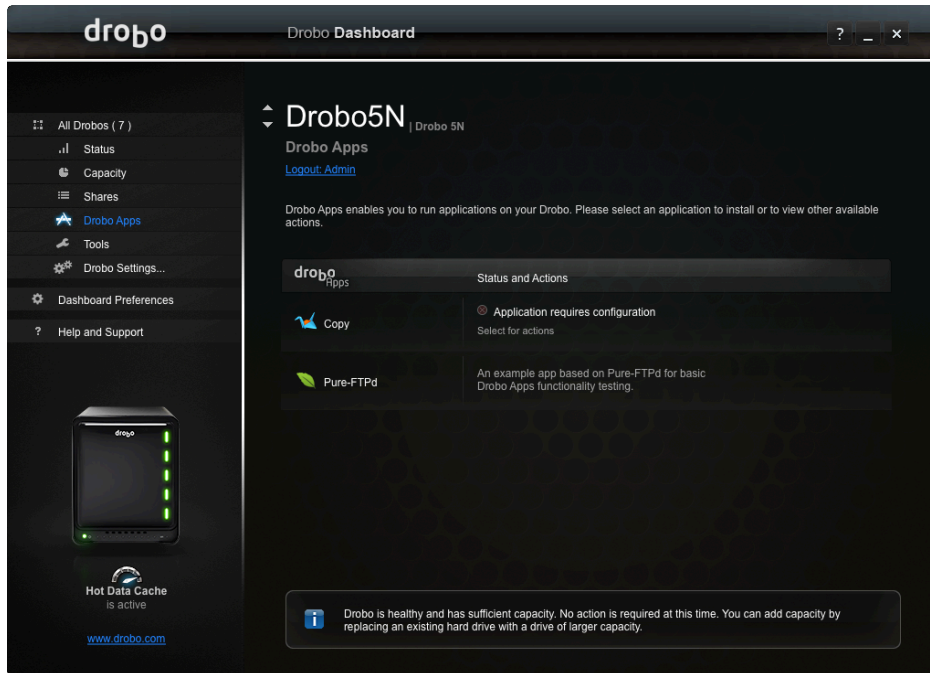 drobo
Drobo Dashboard
? _ ×
All Drobos ( 7 )
Status
Capacity
Shares
Drobo Apps
Tools
Drobo Settings...
Dashboard Preferences
? Help and Support
drobo
Hot Data Cache
is active
www.drobo.com
Drobo5N | Drobo 5N
Drobo Apps
Logout: Admin
Drobo Apps enables you to run applications on your Drobo. Please select an application to install or to view other available
actions.
drobo Apps
Status and Actions
Copy
Application requires configuration
Select for actions
Pure-FTPd
An example app based on Pure-FTPd for basic
Drobo Apps functionality testing.
i
Drobo is healthy and has sufficient capacity. No action is required at this time. You can add capacity by
replacing an existing hard drive with a drive of larger capacity.